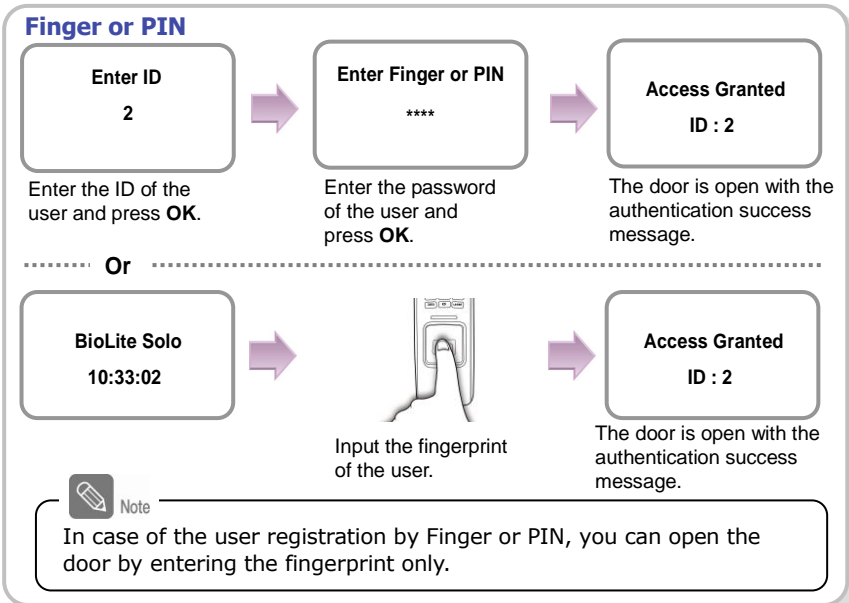 Finger or PIN
Enter ID
2
Enter the ID of the
user and press OK.
Enter Finger or PIN
****
Enter the password
of the user and
press OK.
Access Granted
ID : 2
The door is open with the
authentication success
message.
Or
BioLite Solo
10:33:02
Input the fingerprint
of the user.
Access Granted
ID : 2
The door is open with the
authentication success
message.
Note
In case of the user registration by Finger or PIN, you can open the
door by entering the fingerprint only.